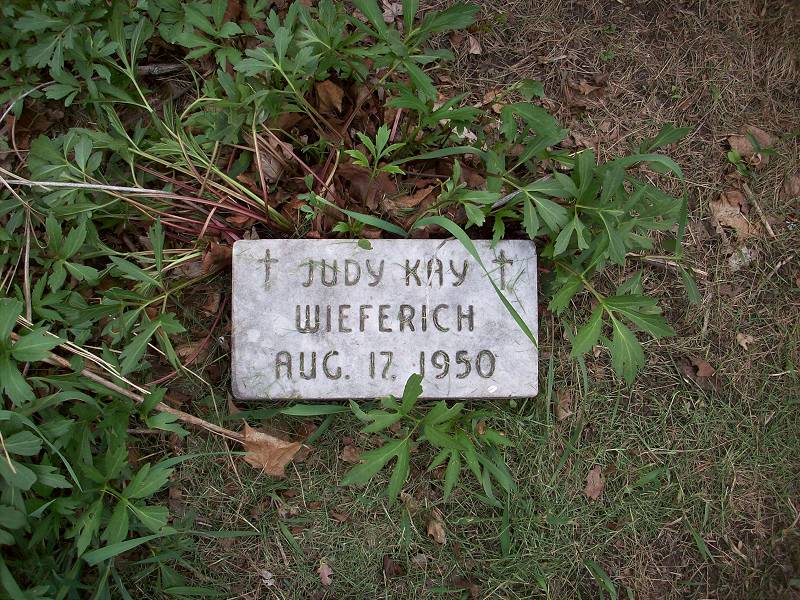 † JUDY KAY †
WIEFERICH
AUG. 17, 1950